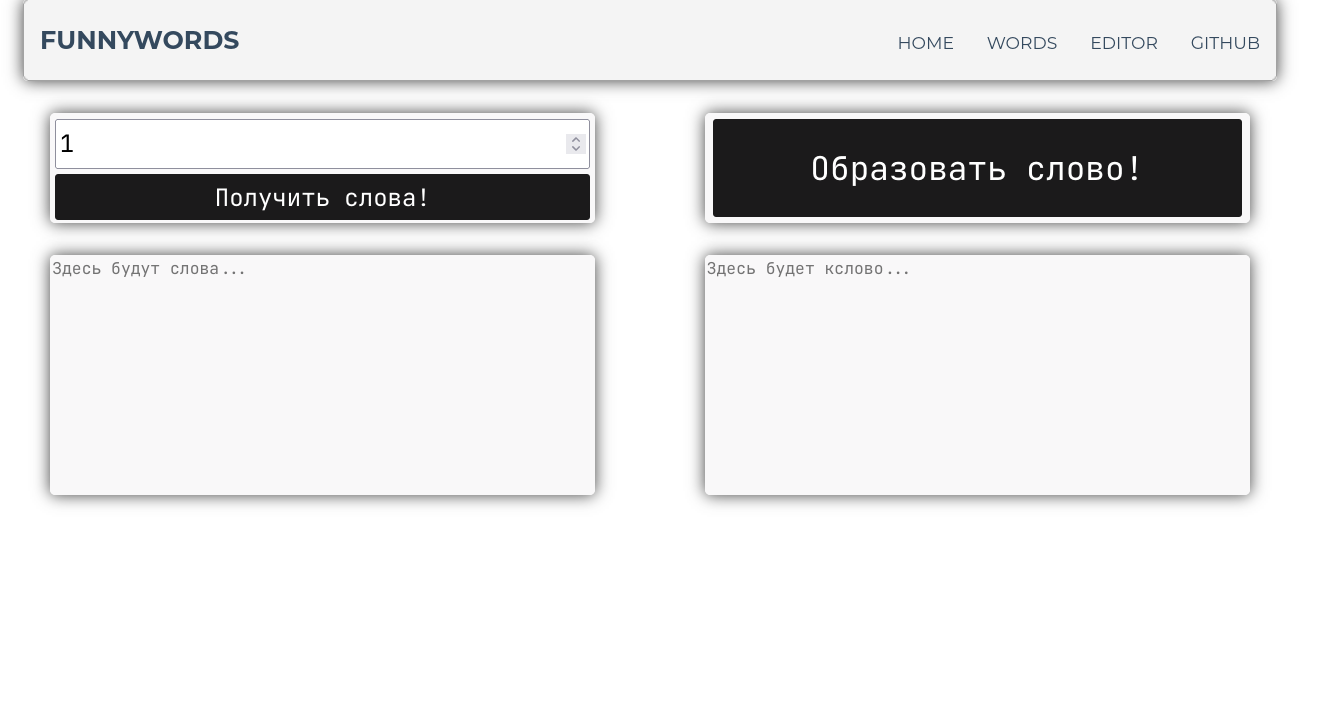 FUNNYWORDS
HOME WORDS EDITOR GITHUB
1
Получить слова!
Образовать слово!
Здесь будут слова...
Здесь будет кслово...